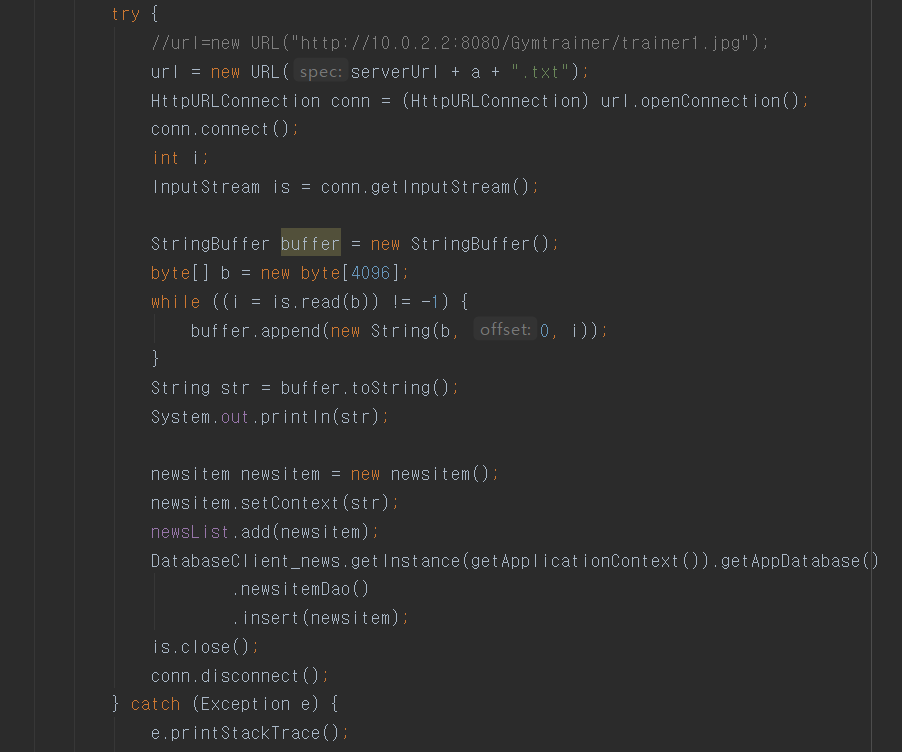 try {
//url=new URL("http://10.0.2.2:8080/Gymtrainer/trainer1.jpg");
url = new URL( spec: serverUrl + a + ".txt");
HttpURLConnection conn = (HttpURLConnection) url.openConnection();
conn.connect();
int i;
InputStream is = conn.getInputStream();
StringBuffer buffer = new StringBuffer();
byte[] b = new byte[4096];
while ((i = is.read(b)) != -1) {
buffer.append(new String(b, offset: 0, i));
}
String str = buffer.toString();
System.out.println(str);
newsitem newsitem = new newsitem();
newsitem.setContext(str);
newsList.add(newsitem);
DatabaseClient_news.getInstance(getApplicationContext()).getAppDatabase()
.newsitemDao()
.insert(newsitem);
is.close();
conn.disconnect();
} catch (Exception e) {
e.printStackTrace();